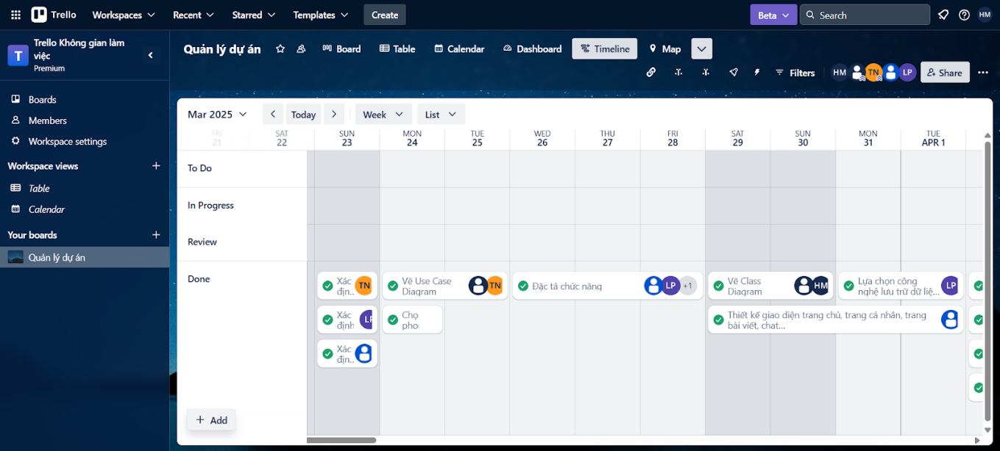 Trello
Workspaces
Recent
Starred
Templates
Create
Beta
Search
HM
T
Trello Không gian làm
việc
Premium
Boards
Members
Workspace settings
Workspace views
Table
Calendar
Your boards
Quản lý dự án
Quản lý dự án
Board
Table
Calendar
Dashboard
Timeline
Map
Filters
HM
TN
LP
Share
Mar 2025
Today
Week
List
FRI
21
SAT
22
SUN
23
MON
24
TUE
25
WED
26
THU
27
FRI
28
SAT
29
SUN
30
MON
31
TUE
APR 1
To Do
In Progress
Review
Done
Xác
địn...
TN
Vẽ Use Case
Diagram
TN
Đặc tả chức năng
LP
+1
Vẽ Class
Diagram
HM
Lựa chọn công
nghệ lưu trữ dữ liệ...
LP
Xác
định
Thiết kế giao diện trang chủ, trang cá nhân, trang
bài viết, chat...
Xác
địn...
Add